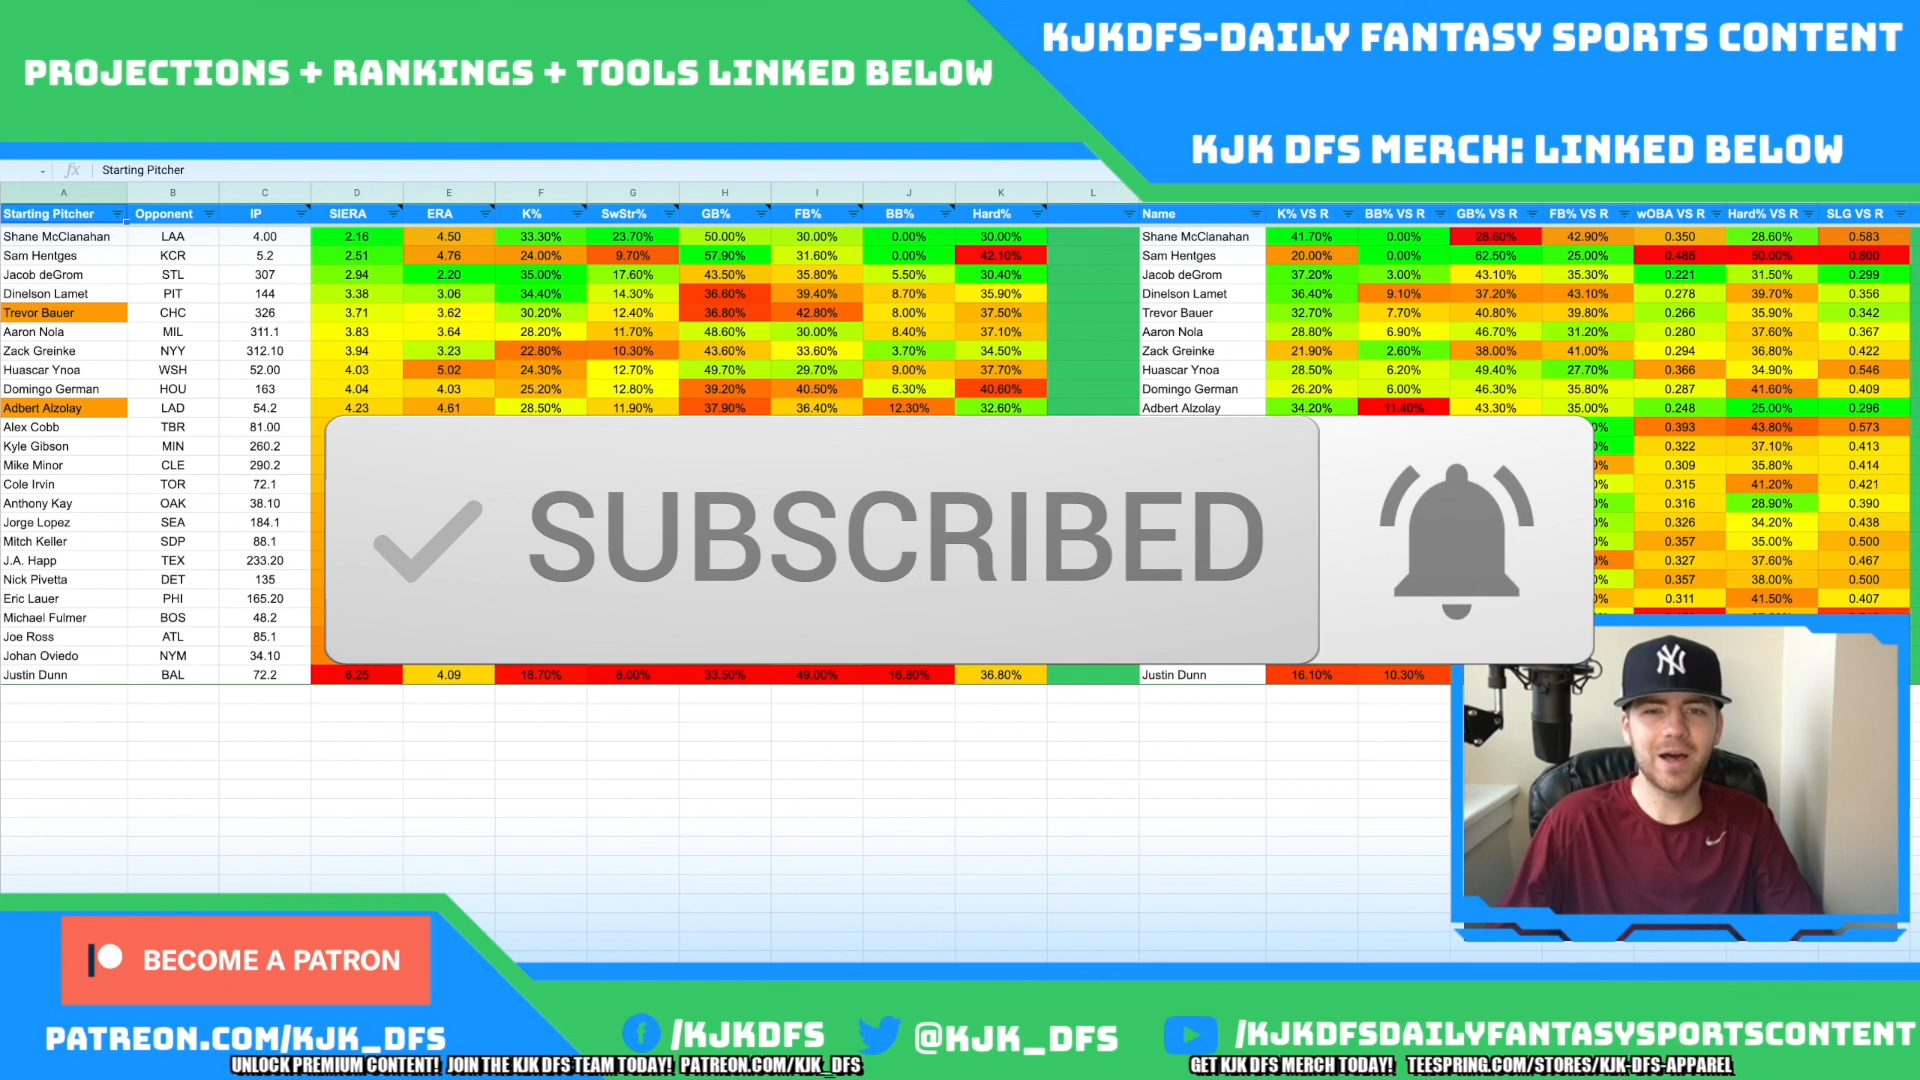 PROJECTIONS + RANKINGS + TOOLS LINKED BELOW
KJKDFS-DAILY FANTASY SPORTS CONTENT
KJK DFS MERCH: LINKED BELOW
fx Starting Pitcher
A B C D E F G H I J K L
Starting Pitcher Opponent IP SIERA ERA K% SwStr% GB% FB% BB% Hard% Name K% VS R BB% VS R GB% VS R FB% VS R wOBA VS R Hard% VS R SLG VS R
Shane McClanahan LAA 4.00 2.16 4.50 33.30% 23.70% 50.00% 30.00% 0.00% 30.00% Shane McClanahan 41.70% 0.00% 28.60% 42.90% 0.350 28.60% 0.583
Sam Hentges KCR 5.2 2.51 4.76 24.00% 9.70% 57.90% 31.60% 0.00% 42.10% Sam Hentges 20.00% 0.00% 62.50% 25.00% 0.485 50.00% 0.800
Jacob deGrom STL 307 2.94 2.20 35.00% 17.60% 43.50% 35.80% 5.50% 30.40% Jacob deGrom 37.20% 3.00% 43.10% 35.30% 0.221 31.50% 0.299
Dinelson Lamet PIT 144 3.38 3.06 34.40% 14.30% 36.60% 39.40% 8.70% 35.90% Dinelson Lamet 36.40% 9.10% 37.20% 43.10% 0.278 39.70% 0.356
Trevor Bauer CHC 326 3.71 3.62 30.20% 12.40% 36.80% 42.80% 8.00% 37.50% Trevor Bauer 32.70% 7.70% 40.80% 39.80% 0.266 35.90% 0.342
Aaron Nola MIL 311.1 3.83 3.64 28.20% 11.70% 48.60% 30.00% 8.40% 37.10% Aaron Nola 28.80% 6.90% 46.70% 31.20% 0.280 37.60% 0.367
Zack Greinke NYY 312.10 3.94 3.23 22.80% 10.30% 43.60% 33.60% 3.70% 34.50% Zack Greinke 21.90% 2.60% 38.00% 41.00% 0.294 36.80% 0.422
Huascar Ynoa WSH 52.00 4.03 5.02 24.30% 12.70% 49.70% 29.70% 9.00% 37.70% Huascar Ynoa 28.50% 6.20% 49.40% 27.70% 0.366 34.90% 0.546
Domingo German HOU 163 4.04 4.03 25.20% 12.80% 39.20% 40.50% 6.30% 40.60% Domingo German 26.20% 6.00% 46.30% 35.80% 0.287 41.60% 0.409
Adbert Alzolay LAD 54.2 4.23 4.61 28.50% 11.90% 37.90% 36.40% 12.30% 32.60% Adbert Alzolay 34.20% 11.40% 43.30% 35.00% 0.248 25.00% 0.296
Alex Cobb TBR 81.00 0.393 43.80% 0.573
Kyle Gibson MIN 260.2 0.322 37.10% 0.413
Mike Minor CLE 290.2 0.309 35.80% 0.414
Cole Irvin TOR 72.1 0.315 41.20% 0.421
Anthony Kay OAK 38.10 0.316 28.90% 0.390
Jorge Lopez SEA 184.1 0.326 34.20% 0.438
Mitch Keller SDP 88.1 0.357 35.00% 0.500
J.A. Happ TEX 233.20 0.327 37.60% 0.467
Nick Pivetta DET 135 0.357 38.00% 0.500
Eric Lauer PHI 165.20 0.311 41.50% 0.407
Michael Fulmer BOS 48.2
Joe Ross ATL 85.1
Johan Oviedo NYM 34.10
Justin Dunn BAL 72.2 6.25 4.09 18.70% 8.00% 33.50% 49.00% 16.80% 36.80% Justin Dunn 16.10% 10.30%
SUBSCRIBED
NY
BECOME A PATRON
PATREON.COM/KJK_DFS
/KJKDFS
@KJK_DFS
/KJKDFSDAILYFANTASYSPORTSCONTENT
UNLOCK PREMIUM CONTENT! JOIN THE KJK DFS TEAM TODAY! PATREON.COM/KJK_DFS
GET KJK DFS MERCH TODAY! TEESPRING.COM/STORES/KJK-DFS-APPAREL